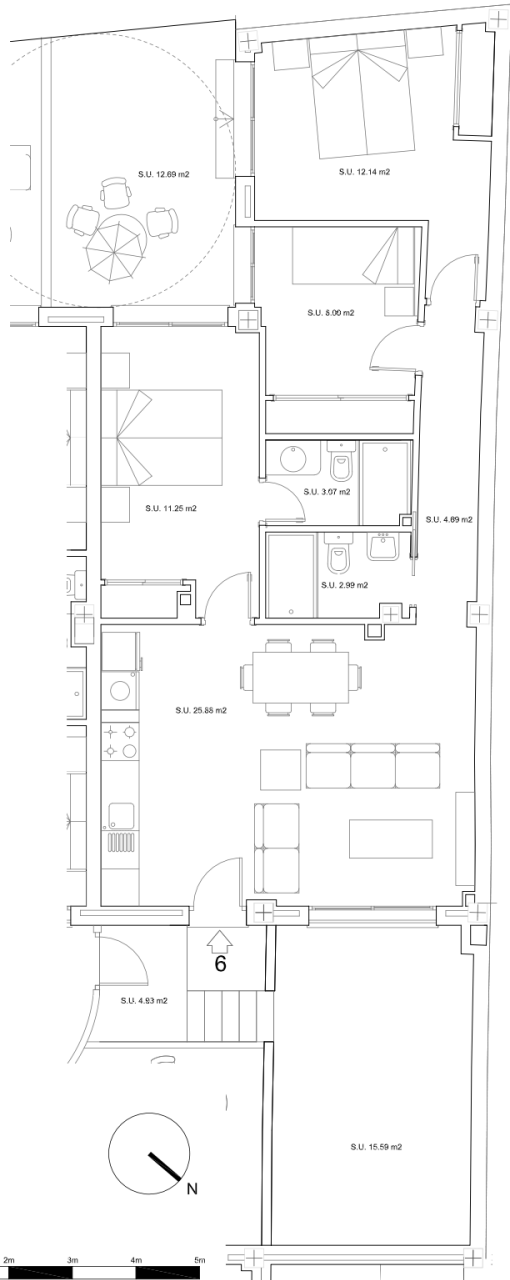 S.U. 12.69 m2
S.U. 12.14 m2
S.U. 8.00 m2
S.U. 11.25 m2
S.U. 3.07 m2
S.U. 4.89 m2
S.U. 2.99 m2
S.U. 25.88 m2
6
S.U. 4.93 m2
S.U. 15.59 m2
N
2m 3m 4m 5m